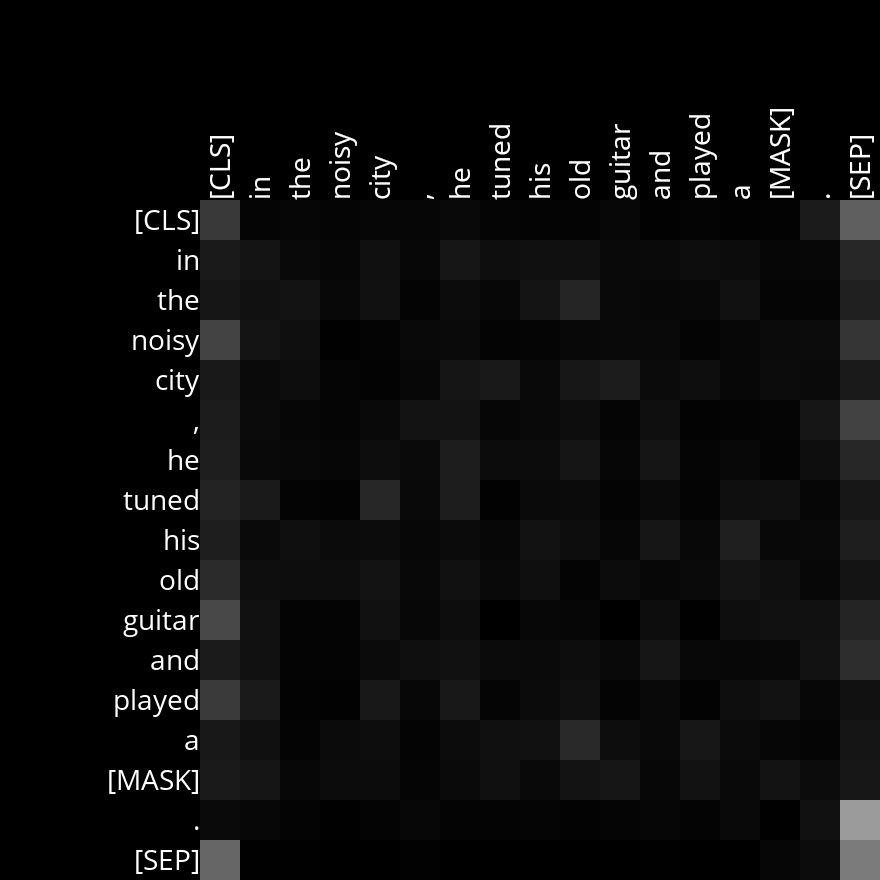 [CLS] in the noisy city , he tuned his old guitar and played a [MASK] . [SEP]
[CLS]
in
the
noisy
city
,
he
tuned
his
old
guitar
and
played
a
[MASK]
.
[SEP]